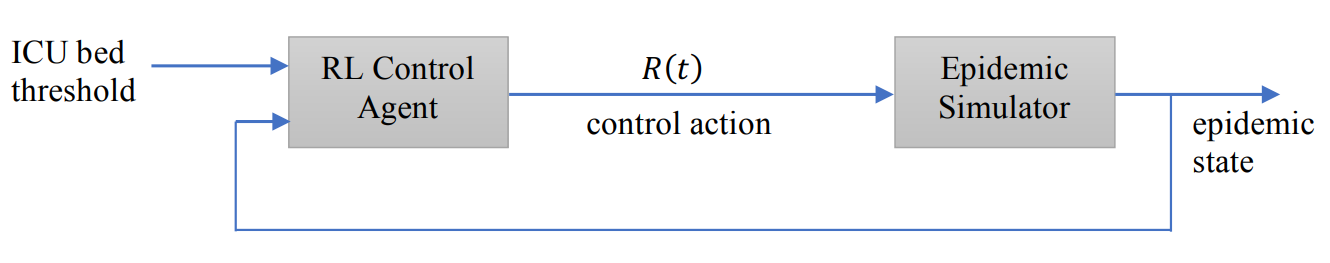 ICU bed
threshold
RL Control
Agent
R(t)
control action
Epidemic
Simulator
epidemic
state